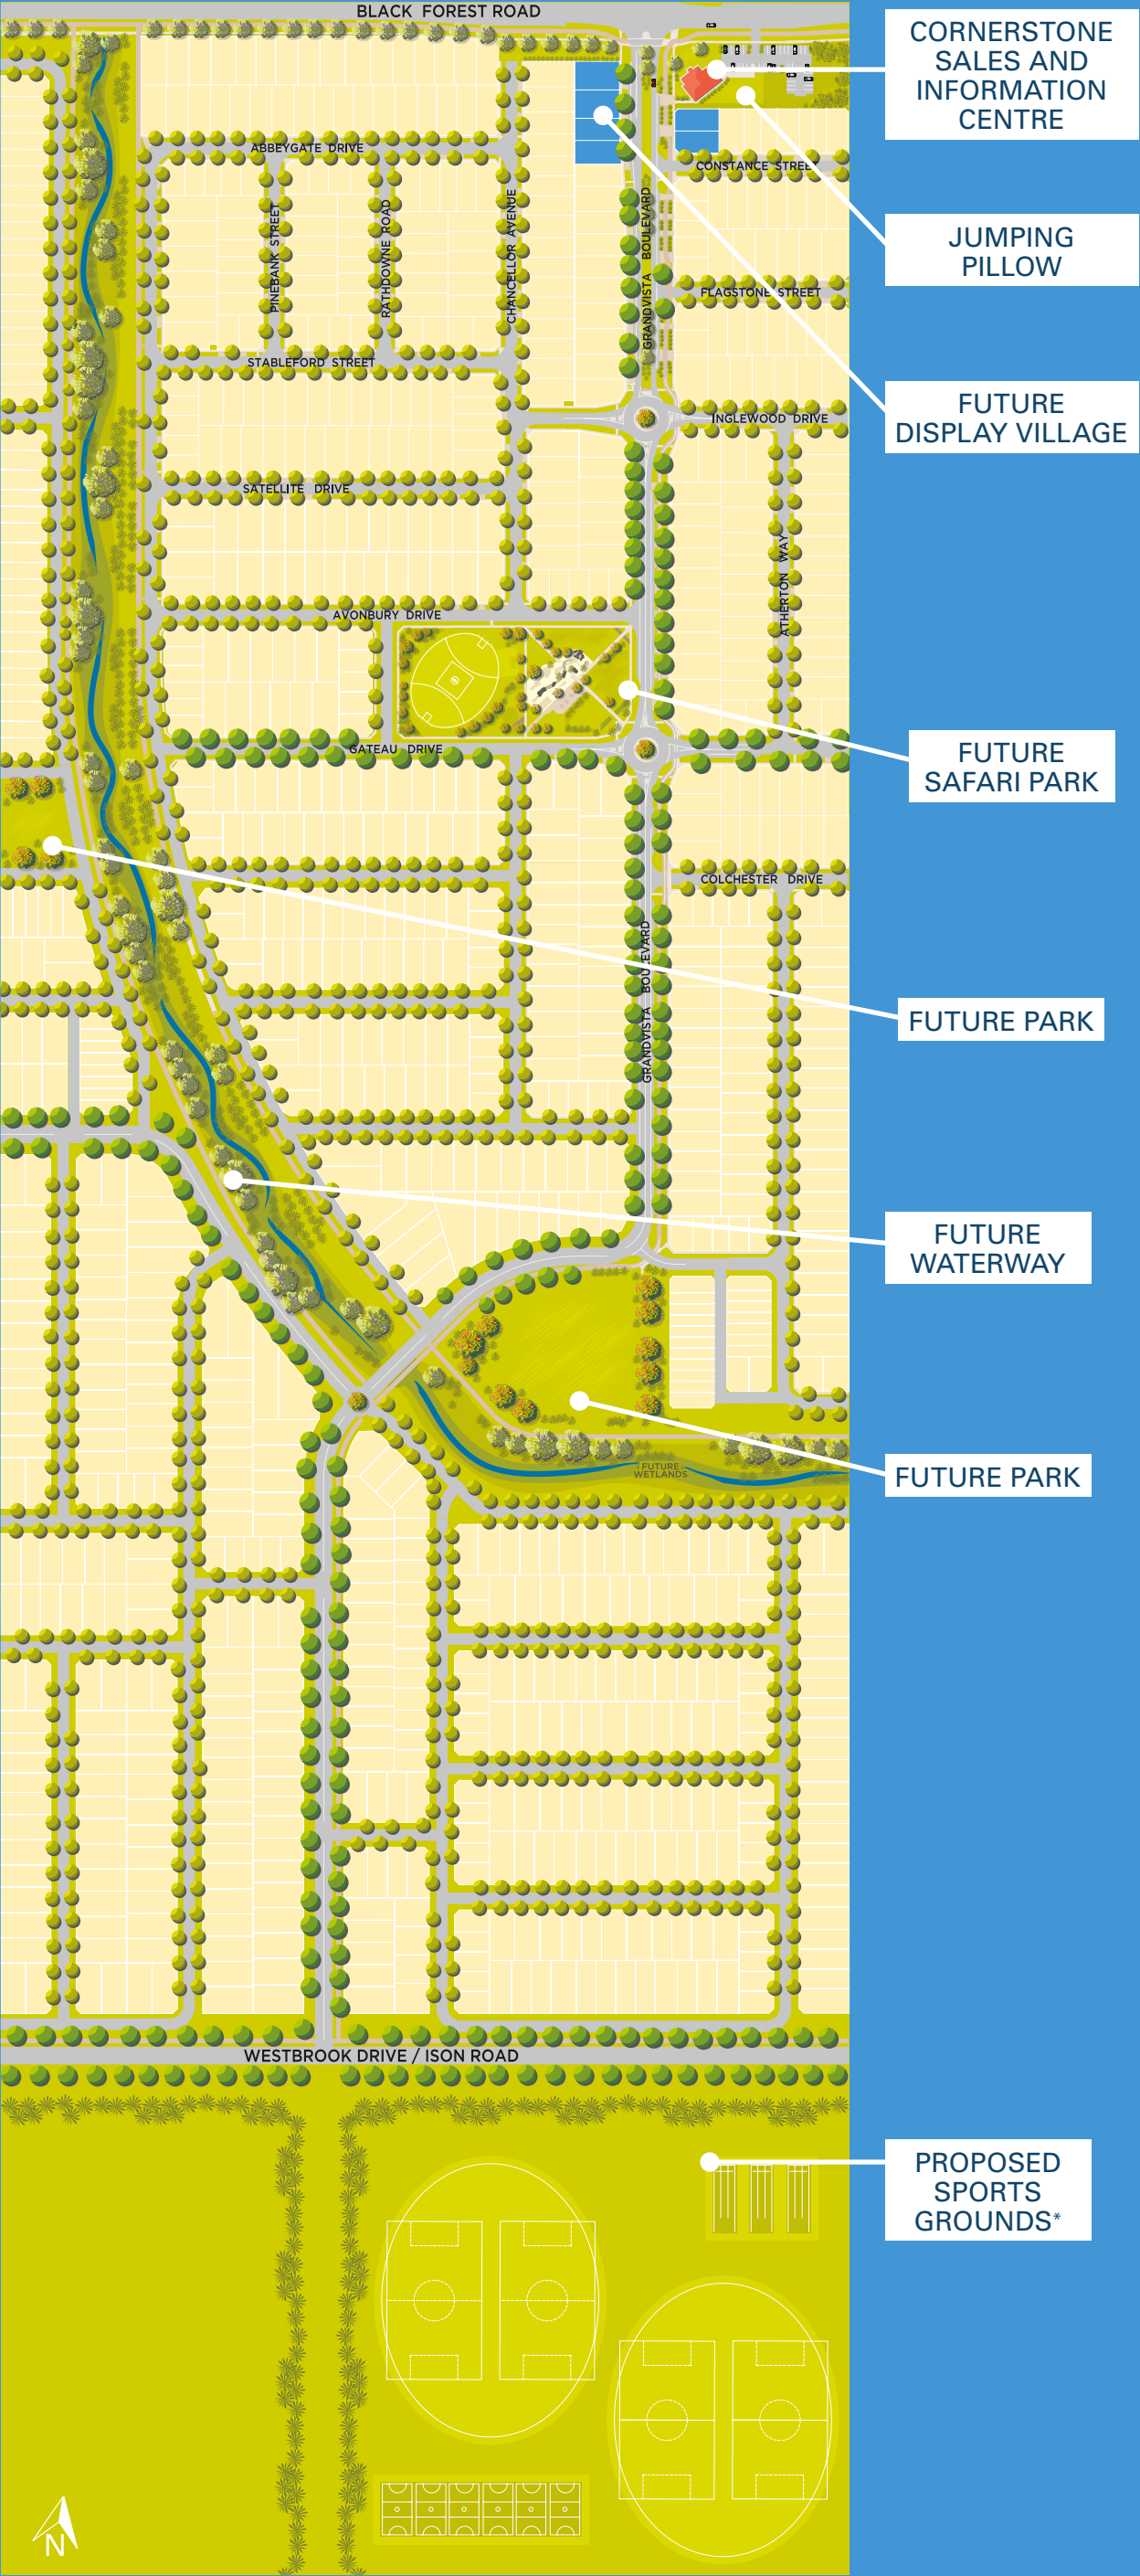 BLACK FOREST ROAD
CORNERSTONE
SALES AND
INFORMATION
CENTRE
ABBEYGATE DRIVE
CONSTANCE STREET
PINEBANK STREET
RATHDOWNE ROAD
CHANCELLOR AVENUE
GRANDVISTA BOULEVARD
JUMPING
PILLOW
FLAGSTONE STREET
STABLEFORD STREET
FUTURE
DISPLAY VILLAGE
INGLEWOOD DRIVE
SATELLITE DRIVE
ATHERTON WAY
AVONBURY DRIVE
GATEAU DRIVE
FUTURE
SAFARI PARK
COLCHESTER DRIVE
GRANDVISTA BOULEVARD
FUTURE PARK
FUTURE
WATERWAY
FUTURE
WETLANDS
FUTURE PARK
WESTBROOK DRIVE / ISON ROAD
PROPOSED
SPORTS
GROUNDS*
N